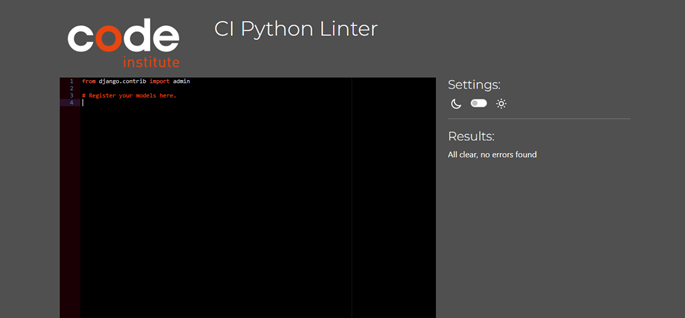 code
institute
CI Python Linter
1 from django.contrib import admin
2
3 # Register your models here.
4
Settings:
Results:
All clear, no errors found